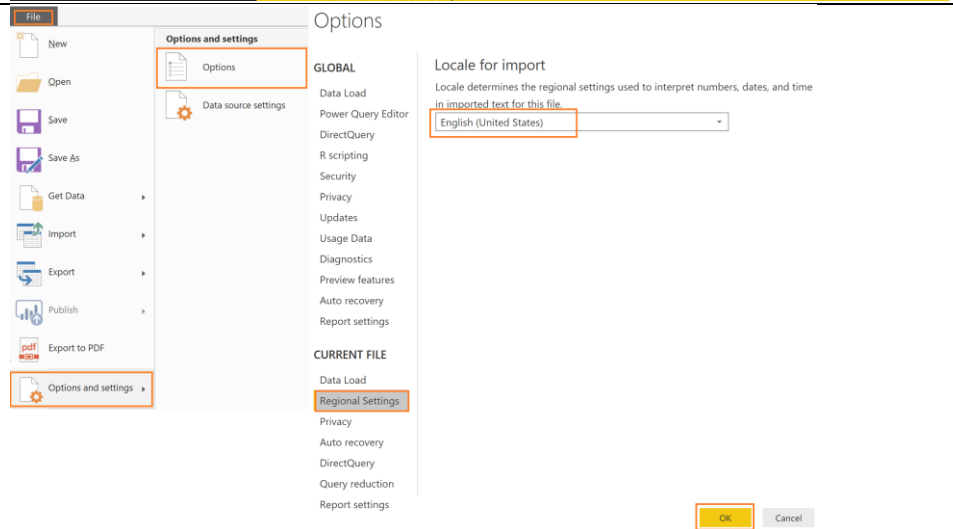 File
New
Open
Save
Save As
Get Data
Import
Export
Publish
pdf
Export to PDF
Options and settings
Options and settings
Options
Data source settings
Options
GLOBAL
Data Load
Power Query Editor
DirectQuery
R scripting
Security
Privacy
Updates
Usage Data
Diagnostics
Preview features
Auto recovery
Report settings
CURRENT FILE
Data Load
Regional Settings
Privacy
Auto recovery
DirectQuery
Query reduction
Report settings
Locale for import
Locale determines the regional settings used to interpret numbers, dates, and time
in imported text for this file.
English (United States)
OK
Cancel